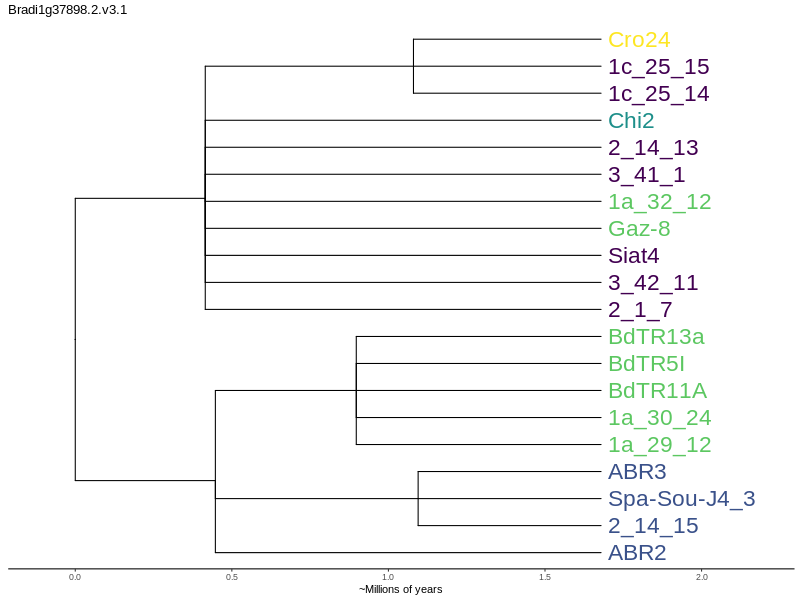 Bradi1g37898.2.v3.1
Cro24
1c_25_15
1c_25_14
Chi2
2_14_13
3_41_1
1a_32_12
Gaz-8
Siat4
3_42_11
2_1_7
BdTR13a
BdTR5I
BdTR11A
1a_30_24
1a_29_12
ABR3
Spa-Sou-J4_3
2_14_15
ABR2
0.0 0.5 1.0 1.5 2.0
~Millions of years